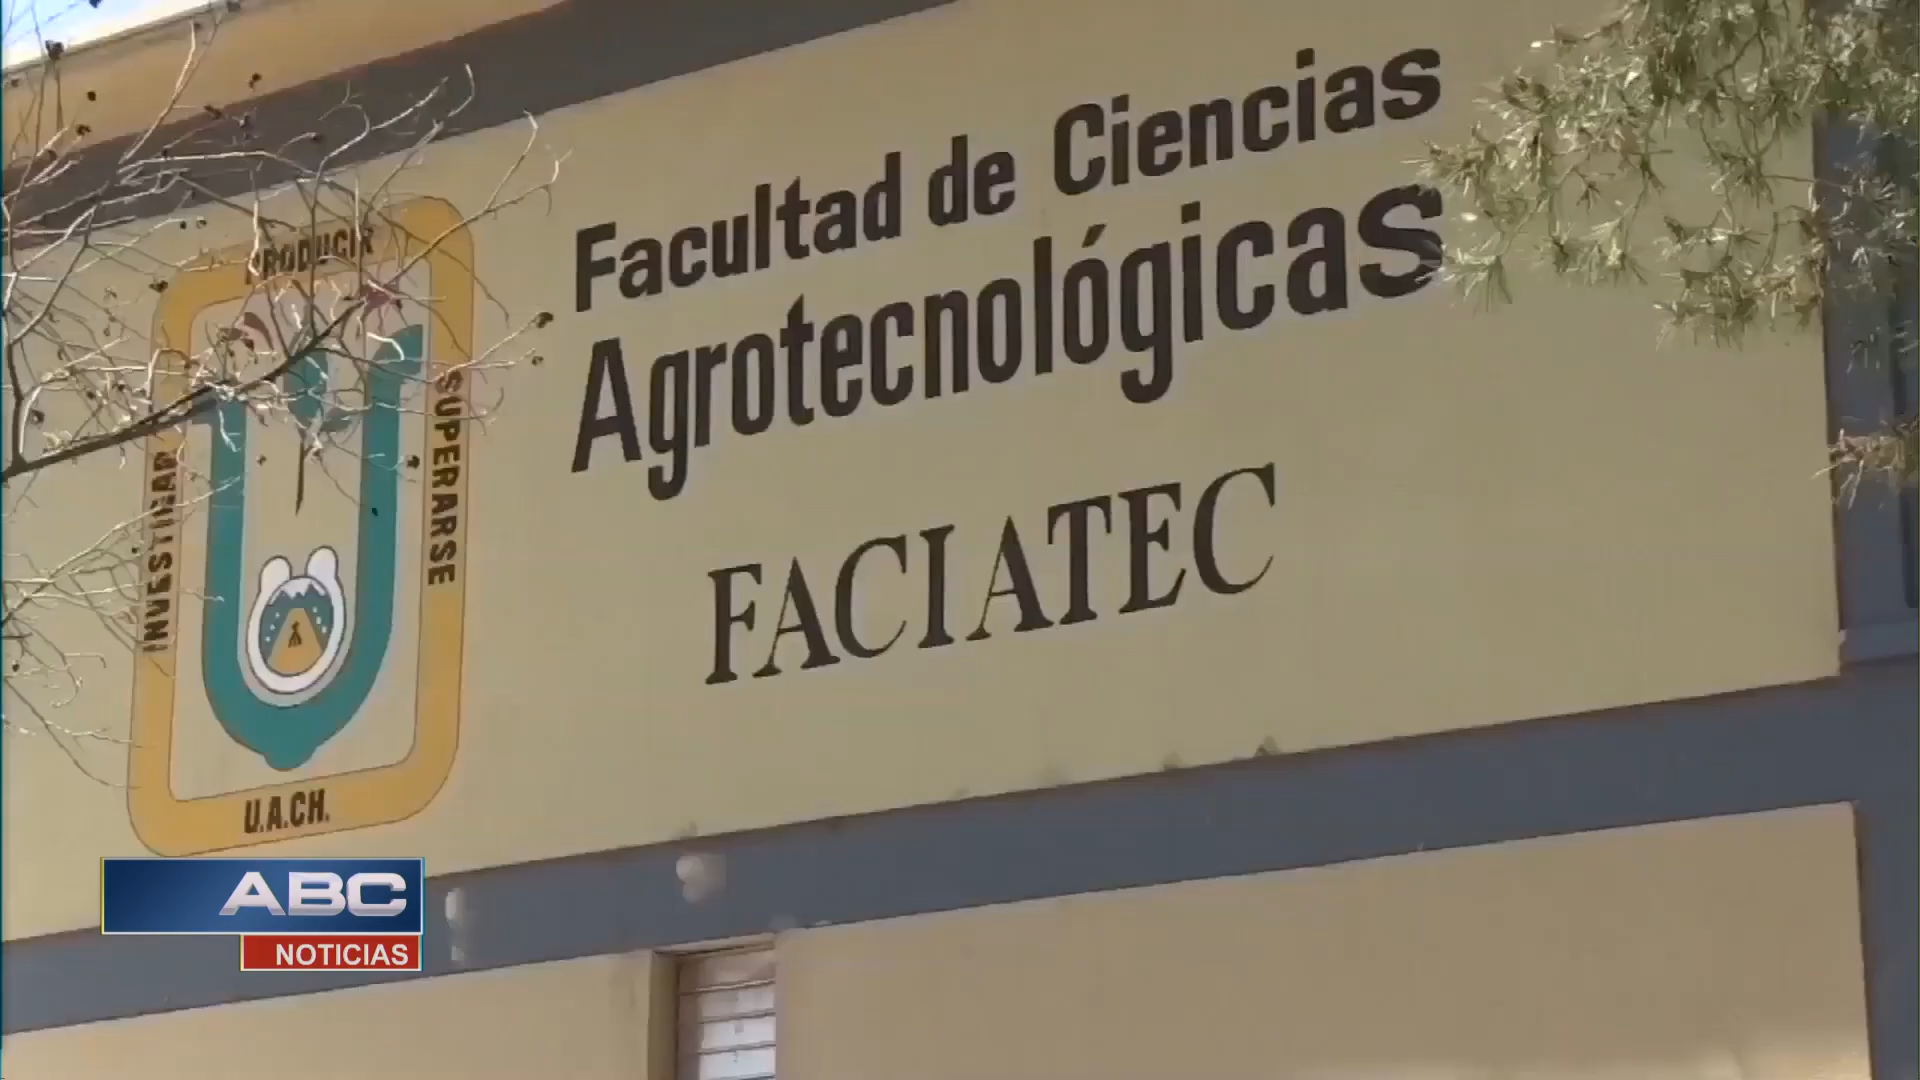 Facultad de Ciencias
Agrotecnológicas
FACIATEC
PRODUCIR
INVESTIGAR
SUPERARSE
U.A.CH.
ABC
NOTICIAS